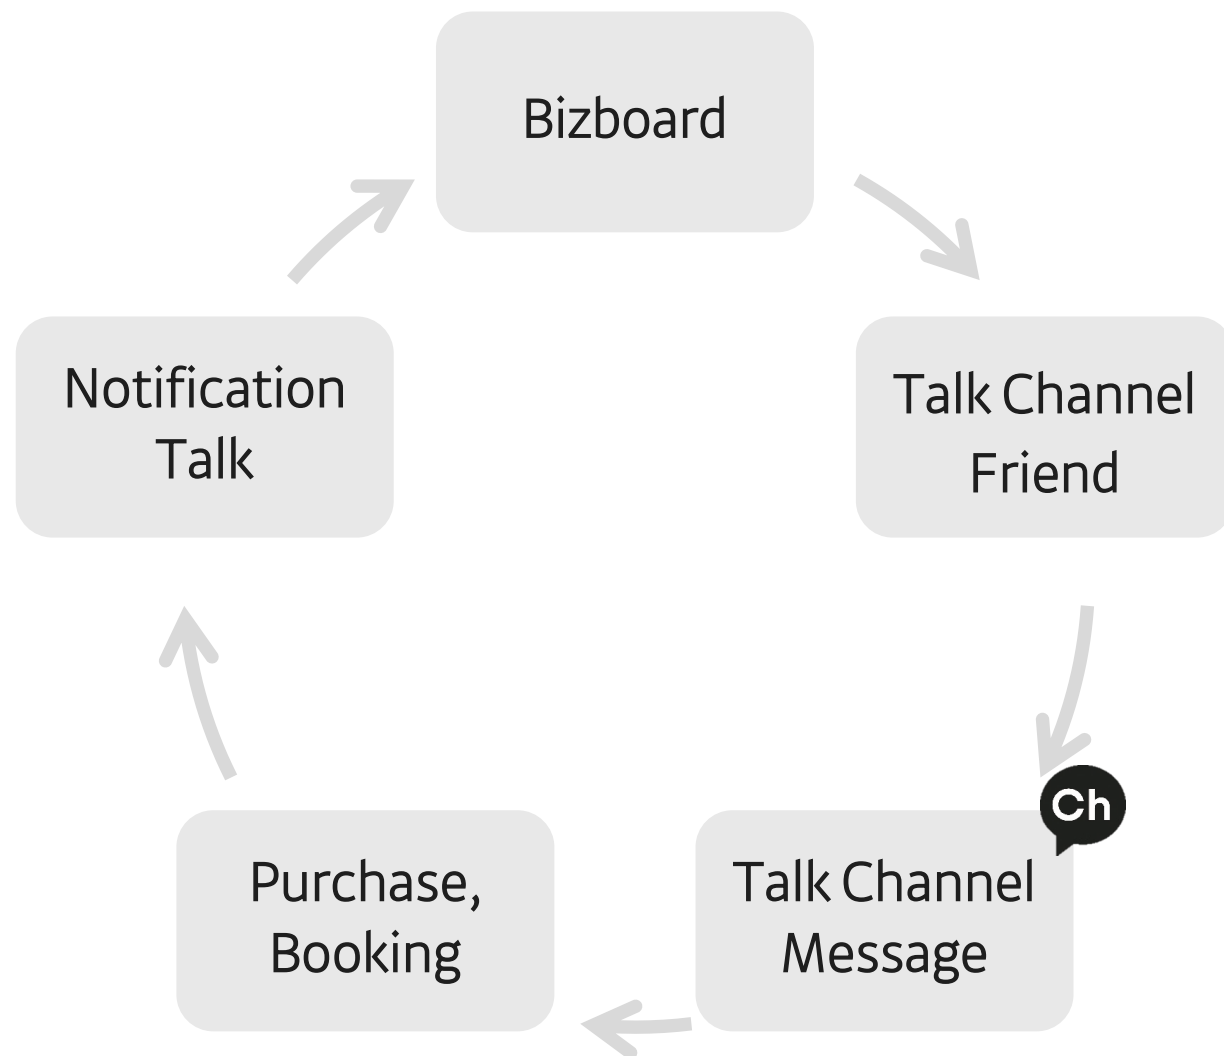 Bizboard
Notification
Talk
Talk Channel
Friend
Ch
Purchase,
Booking
Talk Channel
Message